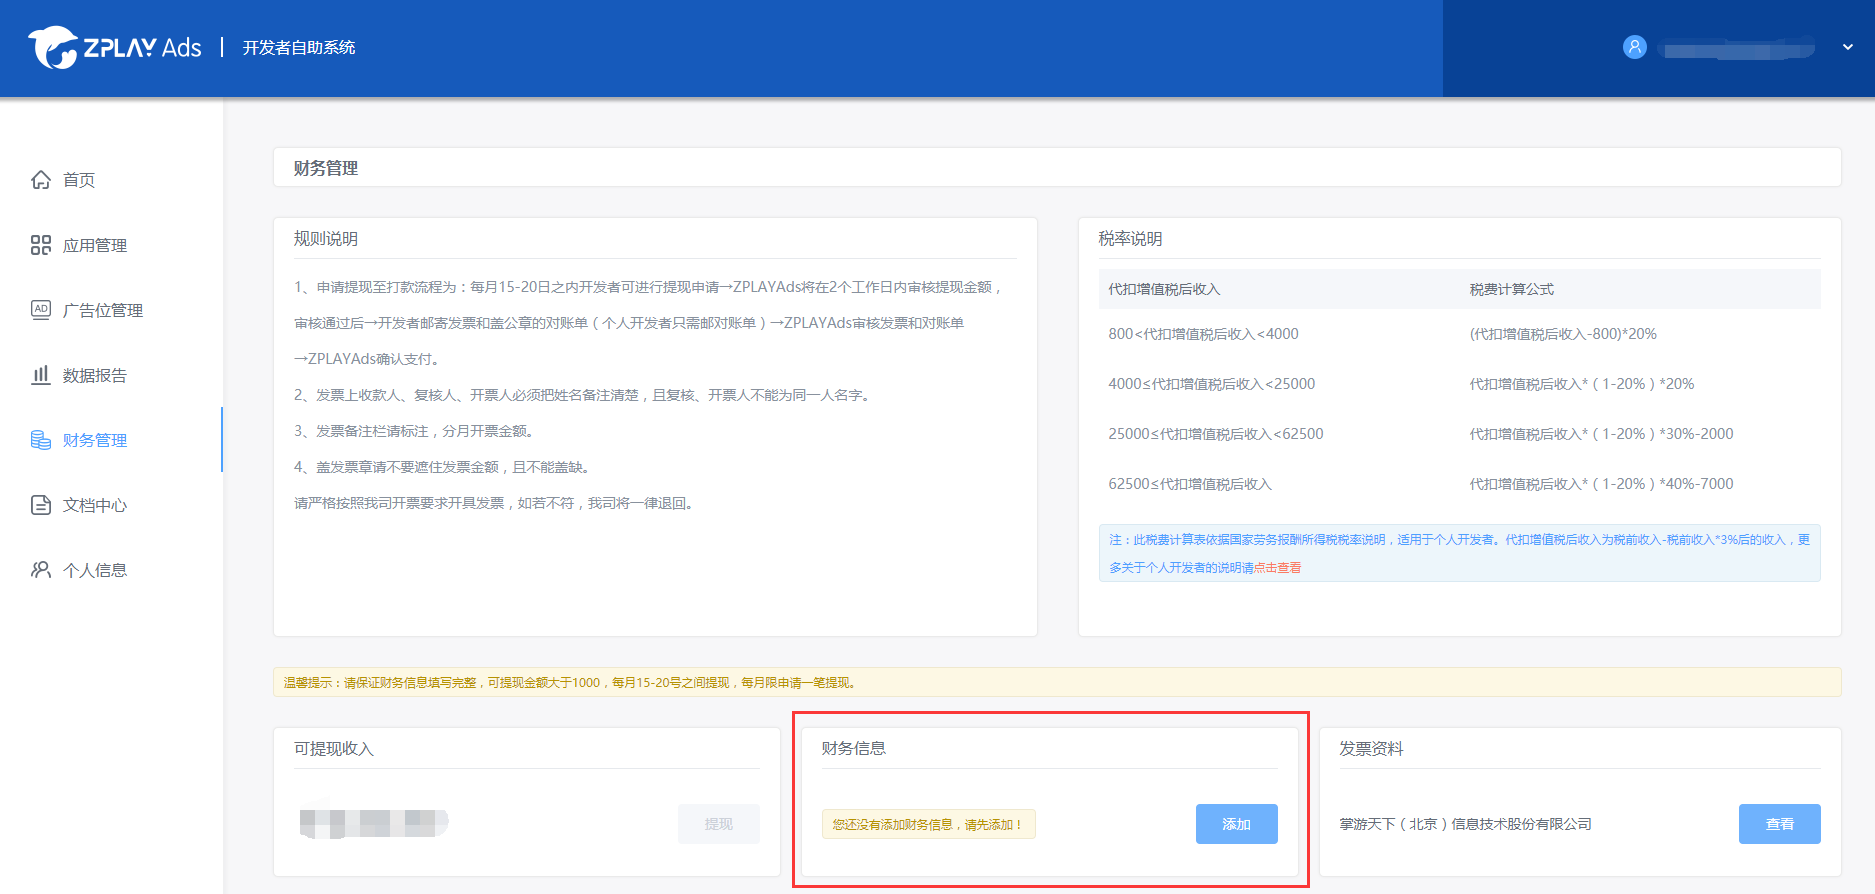 ZPLAY Ads | 开发者自助系统
首页
应用管理
AD 广告位管理
数据报告
财务管理
文档中心
个人信息
财务管理
规则说明
1、申请提现至打款流程为：每月15-20日之内开发者可进行提现申请→ZPLAYAds将在2个工作日内审核提现金额，
审核通过后→开发者邮寄发票和盖公章的对账单（个人开发者只需邮对账单）→ZPLAYAds审核发票和对账单
→ZPLAYAds确认支付。
2、发票上收款人、复核人、开票人必须把姓名备注清楚，且复核、开票人不能为同一人名字。
3、发票备注栏请标注，分月开票金额。
4、盖发票章请不要遮住发票金额，且不能盖缺。
请严格按照我司开票要求开具发票，如若不符，我司将一律退回。
税率说明
代扣增值税后收入 税费计算公式
800<代扣增值税后收入<4000 (代扣增值税后收入-800)*20%
4000≤代扣增值税后收入<25000 代扣增值税后收入*（1-20%）*20%
25000≤代扣增值税后收入<62500 代扣增值税后收入*（1-20%）*30%-2000
62500≤代扣增值税后收入 代扣增值税后收入*（1-20%）*40%-7000
注：此税费计算表依据国家劳务报酬所得税税率说明，适用于个人开发者。代扣增值税后收入为税前收入-税前收入*3%后的收入，更
多关于个人开发者的说明请点击查看
温馨提示：请保证财务信息填写完整，可提现金额大于1000，每月15-20号之间提现，每月限申请一笔提现。
可提现收入
提现
财务信息
您还没有添加财务信息，请先添加！
添加
发票资料
掌游天下（北京）信息技术股份有限公司
查看